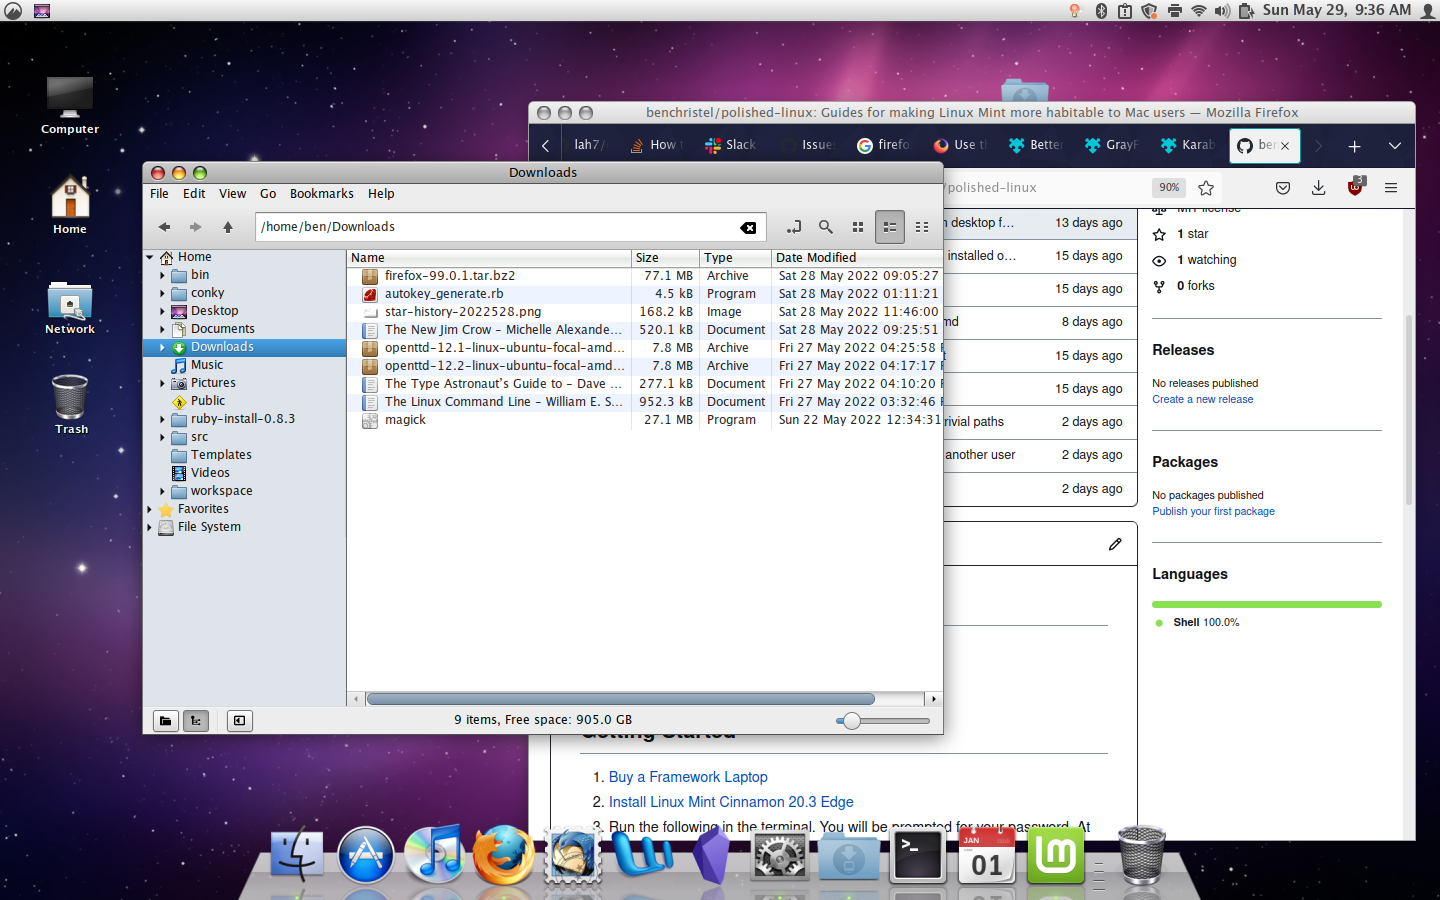 Sun May 29, 9:36 AM
Computer
Home
Network
Trash
benchristel/polished-linux: Guides for making Linux Mint more habitable to Mac users — Mozilla Firefox
lah7/
How t
Slack
Issue
firefo
Use th
Better
GrayF
Karab
ber
/polished-linux
90%
3
Downloads
File Edit View Go Bookmarks Help
/home/ben/Downloads
Home
bin
conky
Desktop
Documents
Downloads
Music
Pictures
Public
ruby-install-0.8.3
src
Templates
Videos
workspace
Favorites
File System
Name Size Type Date Modified
firefox-99.0.1.tar.bz2 77.1 MB Archive Sat 28 May 2022 09:05:27
autokey_generate.rb 4.5 kB Program Sat 28 May 2022 01:11:21
star-history-2022528.png 168.2 kB Image Sat 28 May 2022 11:46:00
The New Jim Crow – Michelle Alexande... 520.1 kB Document Sat 28 May 2022 09:25:51
openttd-12.1-linux-ubuntu-focal-amd... 7.8 MB Archive Fri 27 May 2022 04:25:58
openttd-12.2-linux-ubuntu-focal-amd... 7.8 MB Archive Fri 27 May 2022 04:17:17
The Type Astronaut's Guide to – Dave ... 277.1 kB Document Fri 27 May 2022 04:10:20
The Linux Command Line – William E. S... 952.3 kB Document Fri 27 May 2022 03:32:46
magick 27.1 MB Program Sun 22 May 2022 12:34:31
9 items, Free space: 905.0 GB
desktop f... 13 days ago
installed o... 15 days ago
15 days ago
md 8 days ago
15 days ago
15 days ago
rivial paths 2 days ago
another user 2 days ago
2 days ago
MIT license
1 star
1 watching
0 forks
Releases
No releases published
Create a new release
Packages
No packages published
Publish your first package
Languages
Shell 100.0%
Getting Started
1. Buy a Framework Laptop
2. Install Linux Mint Cinnamon 20.3 Edge
3. Run the following in the terminal. You will be prompted for your password. At
JAN
01